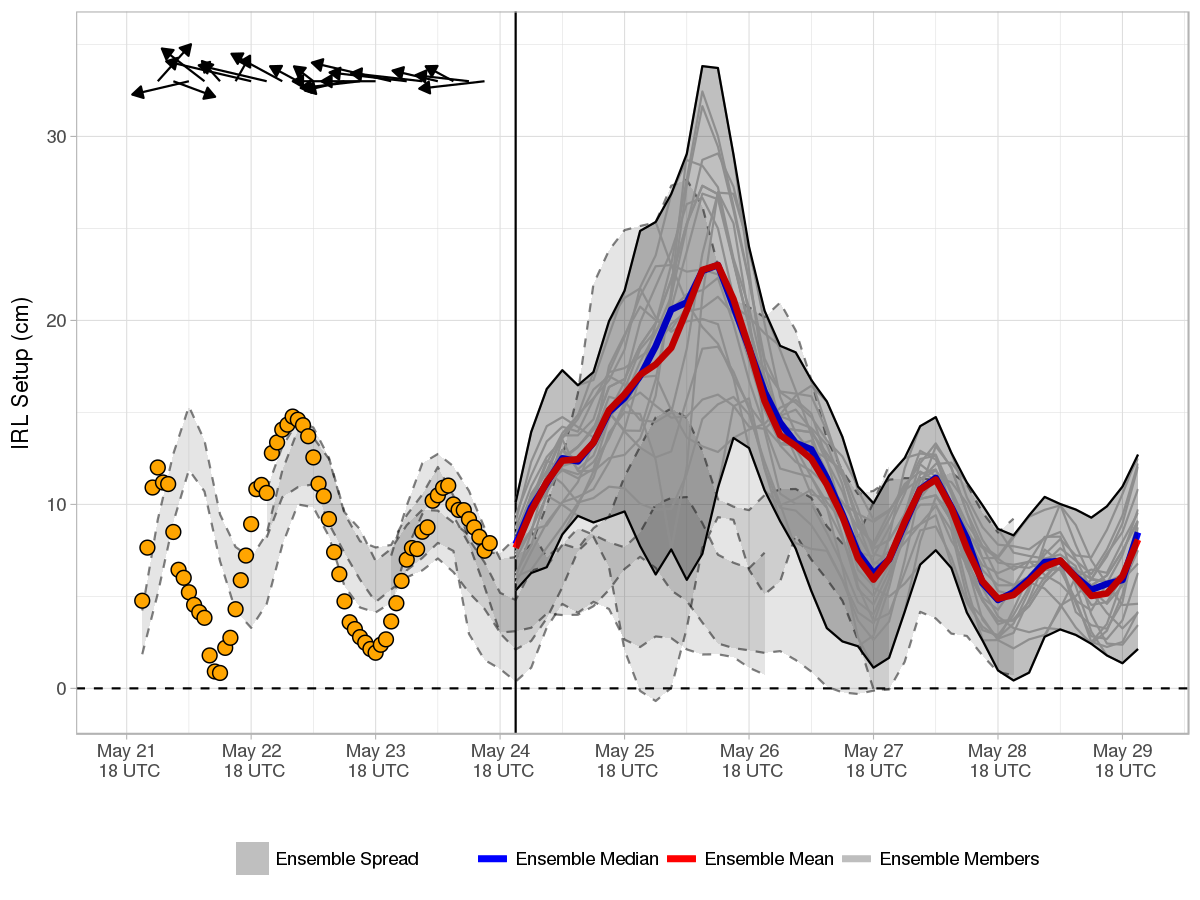 30
20
10
0
IRL Setup (cm)
May 21 May 22 May 23 May 24 May 25 May 26 May 27 May 28 May 29
18 UTC 18 UTC 18 UTC 18 UTC 18 UTC 18 UTC 18 UTC 18 UTC 18 UTC
Ensemble Spread Ensemble Median Ensemble Mean Ensemble Members